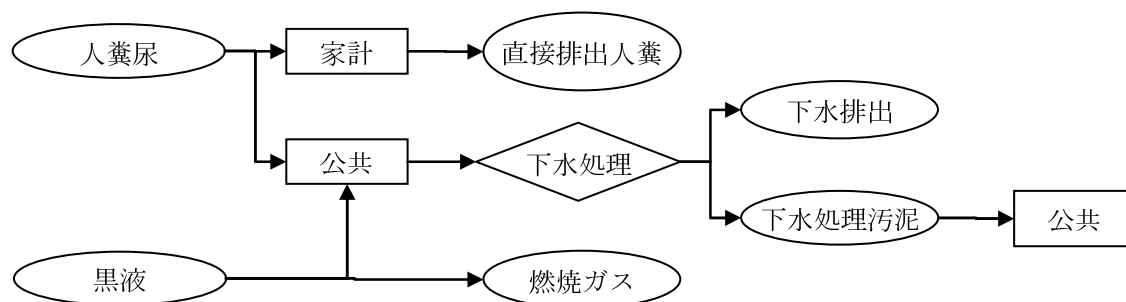 人糞尿
家計
直接排出人糞
下水排出
公共
下水処理
下水処理汚泥
公共
黒液
燃焼ガス